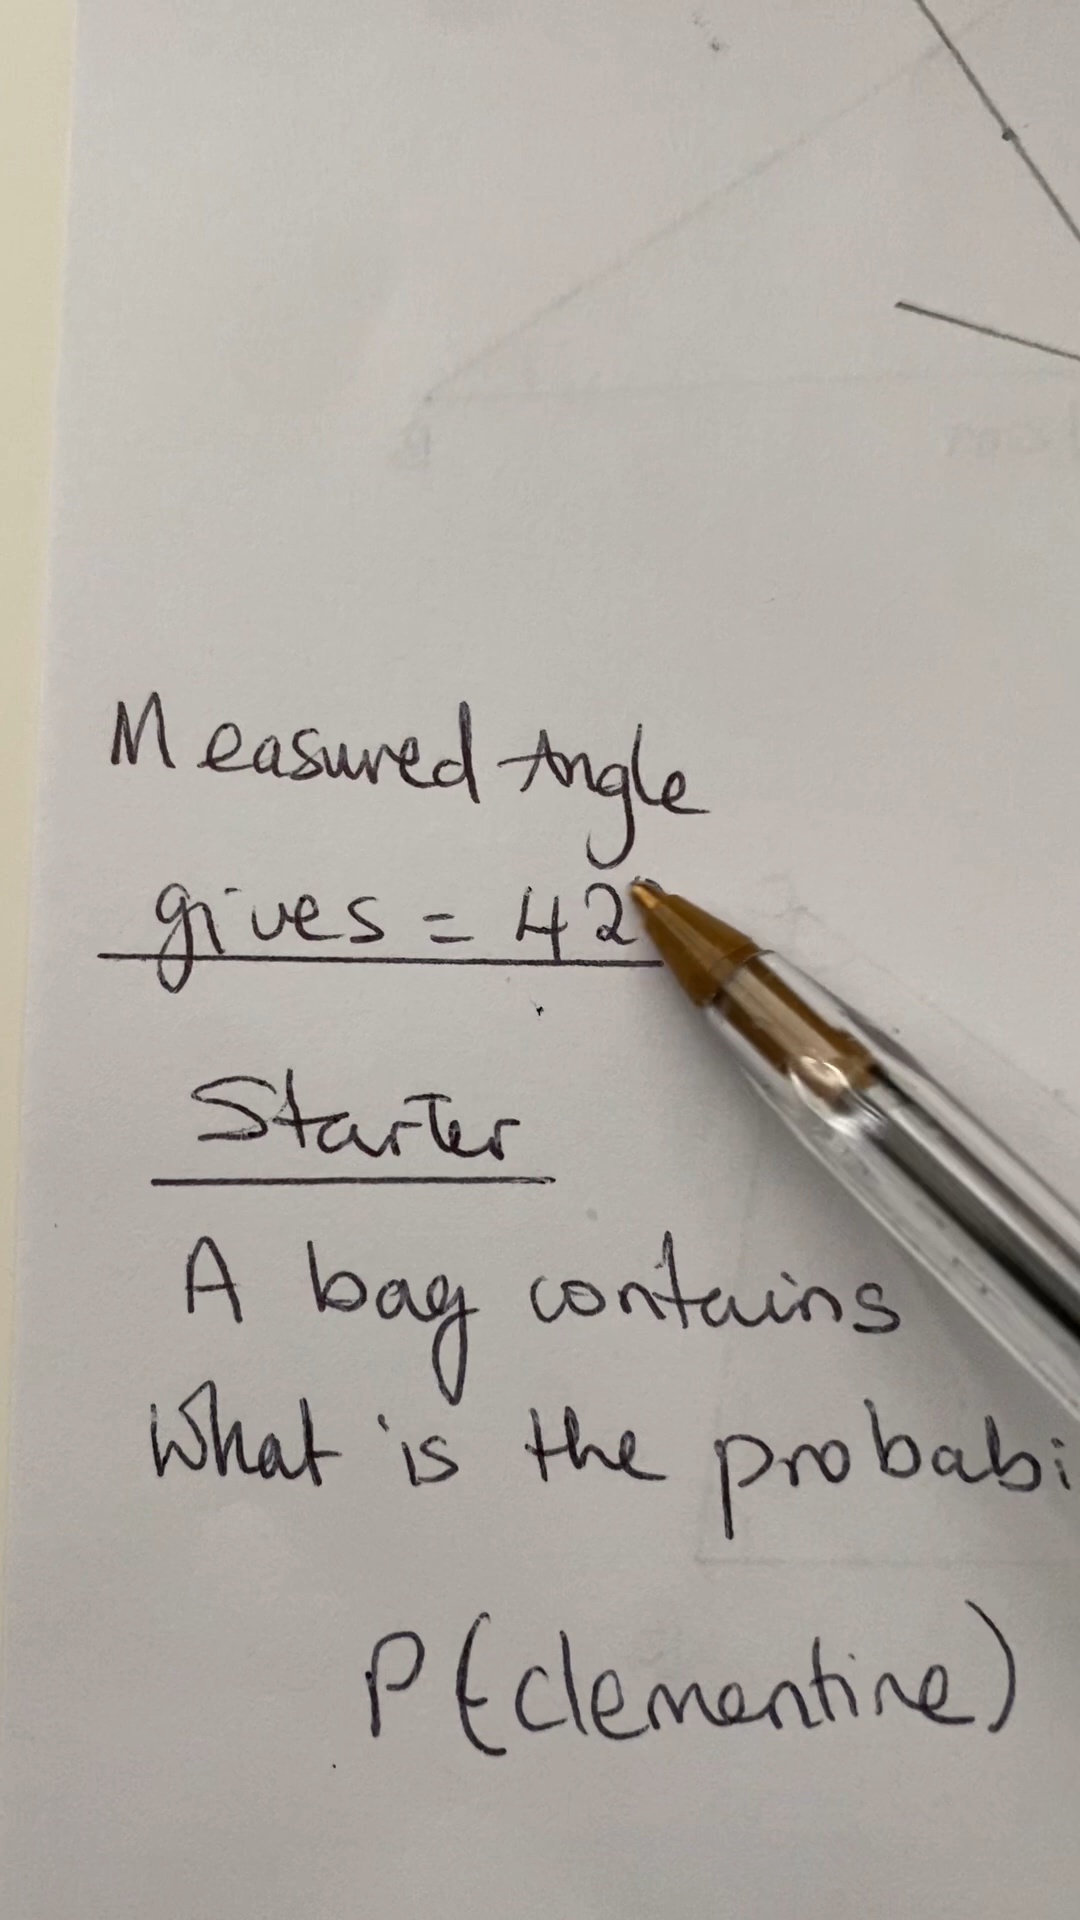 Measured Angle
gives = 42°
Starter
A bag contains
What is the probabi
P(clementine)